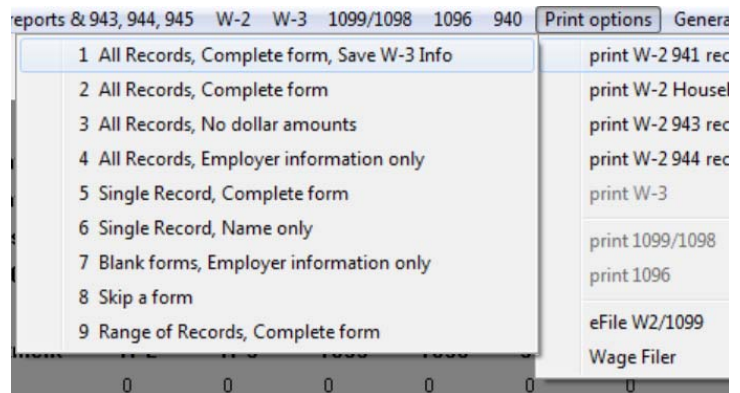 eports & 943, 944, 945 W-2 W-3 1099/1098 1096 940 Print options Genera
1 All Records, Complete form, Save W-3 Info
2 All Records, Complete form
3 All Records, No dollar amounts
4 All Records, Employer information only
5 Single Record, Complete form
6 Single Record, Name only
7 Blank forms, Employer information only
8 Skip a form
9 Range of Records, Complete form
print W-2 941 rec
print W-2 Househ
print W-2 943 rec
print W-2 944 rec
print W-3
print 1099/1098
print 1096
eFile W2/1099
Wage Filer
0 0 0 0 0 0